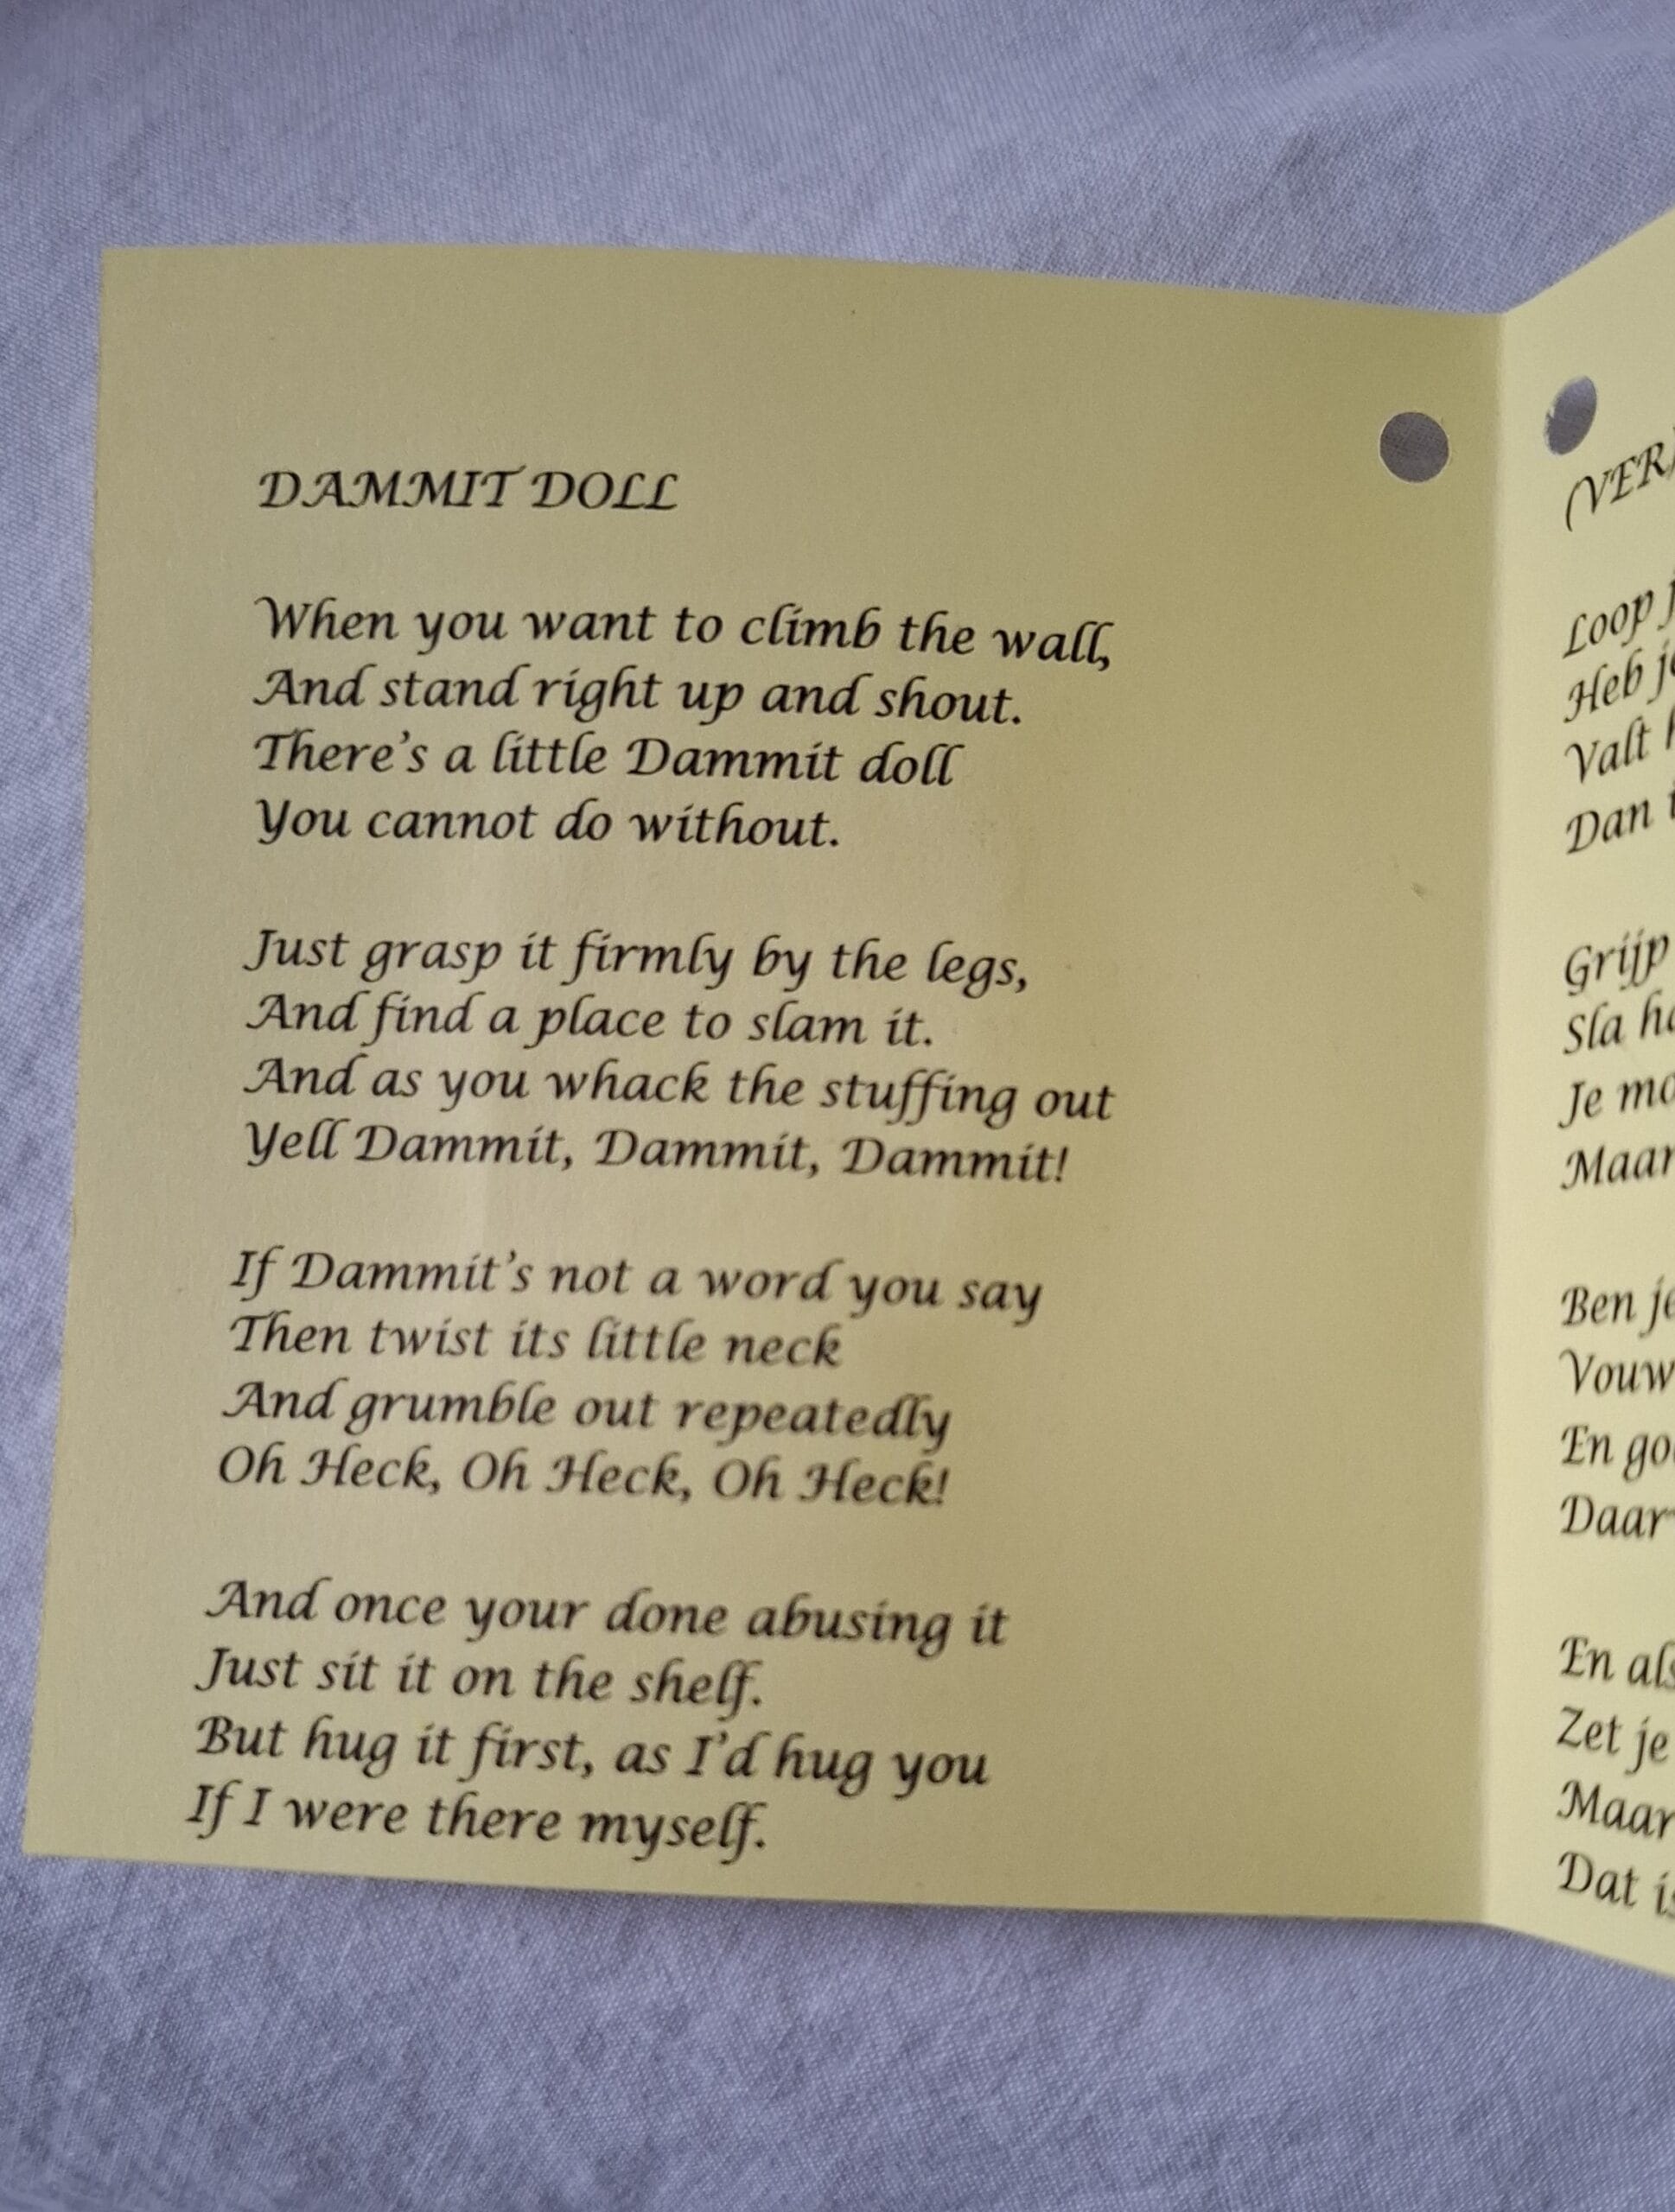 DAMMIT DOLL
When you want to climb the wall,
And stand right up and shout.
There's a little Dammit doll
You cannot do without.
Just grasp it firmly by the legs,
And find a place to slam it.
And as you whack the stuffing out
Yell Dammit, Dammit, Dammit!
If Dammit's not a word you say
Then twist its little neck
And grumble out repeatedly
Oh Heck, Oh Heck, Oh Heck!
And once your done abusing it
Just sit it on the shelf.
But hug it first, as I'd hug you
If I were there myself.
Loop
Heb
Valt
Dan
Grijp
Sla
Je
Maar
Ben
Vouw
En
Daar
En
Zet je
Maar
Dat